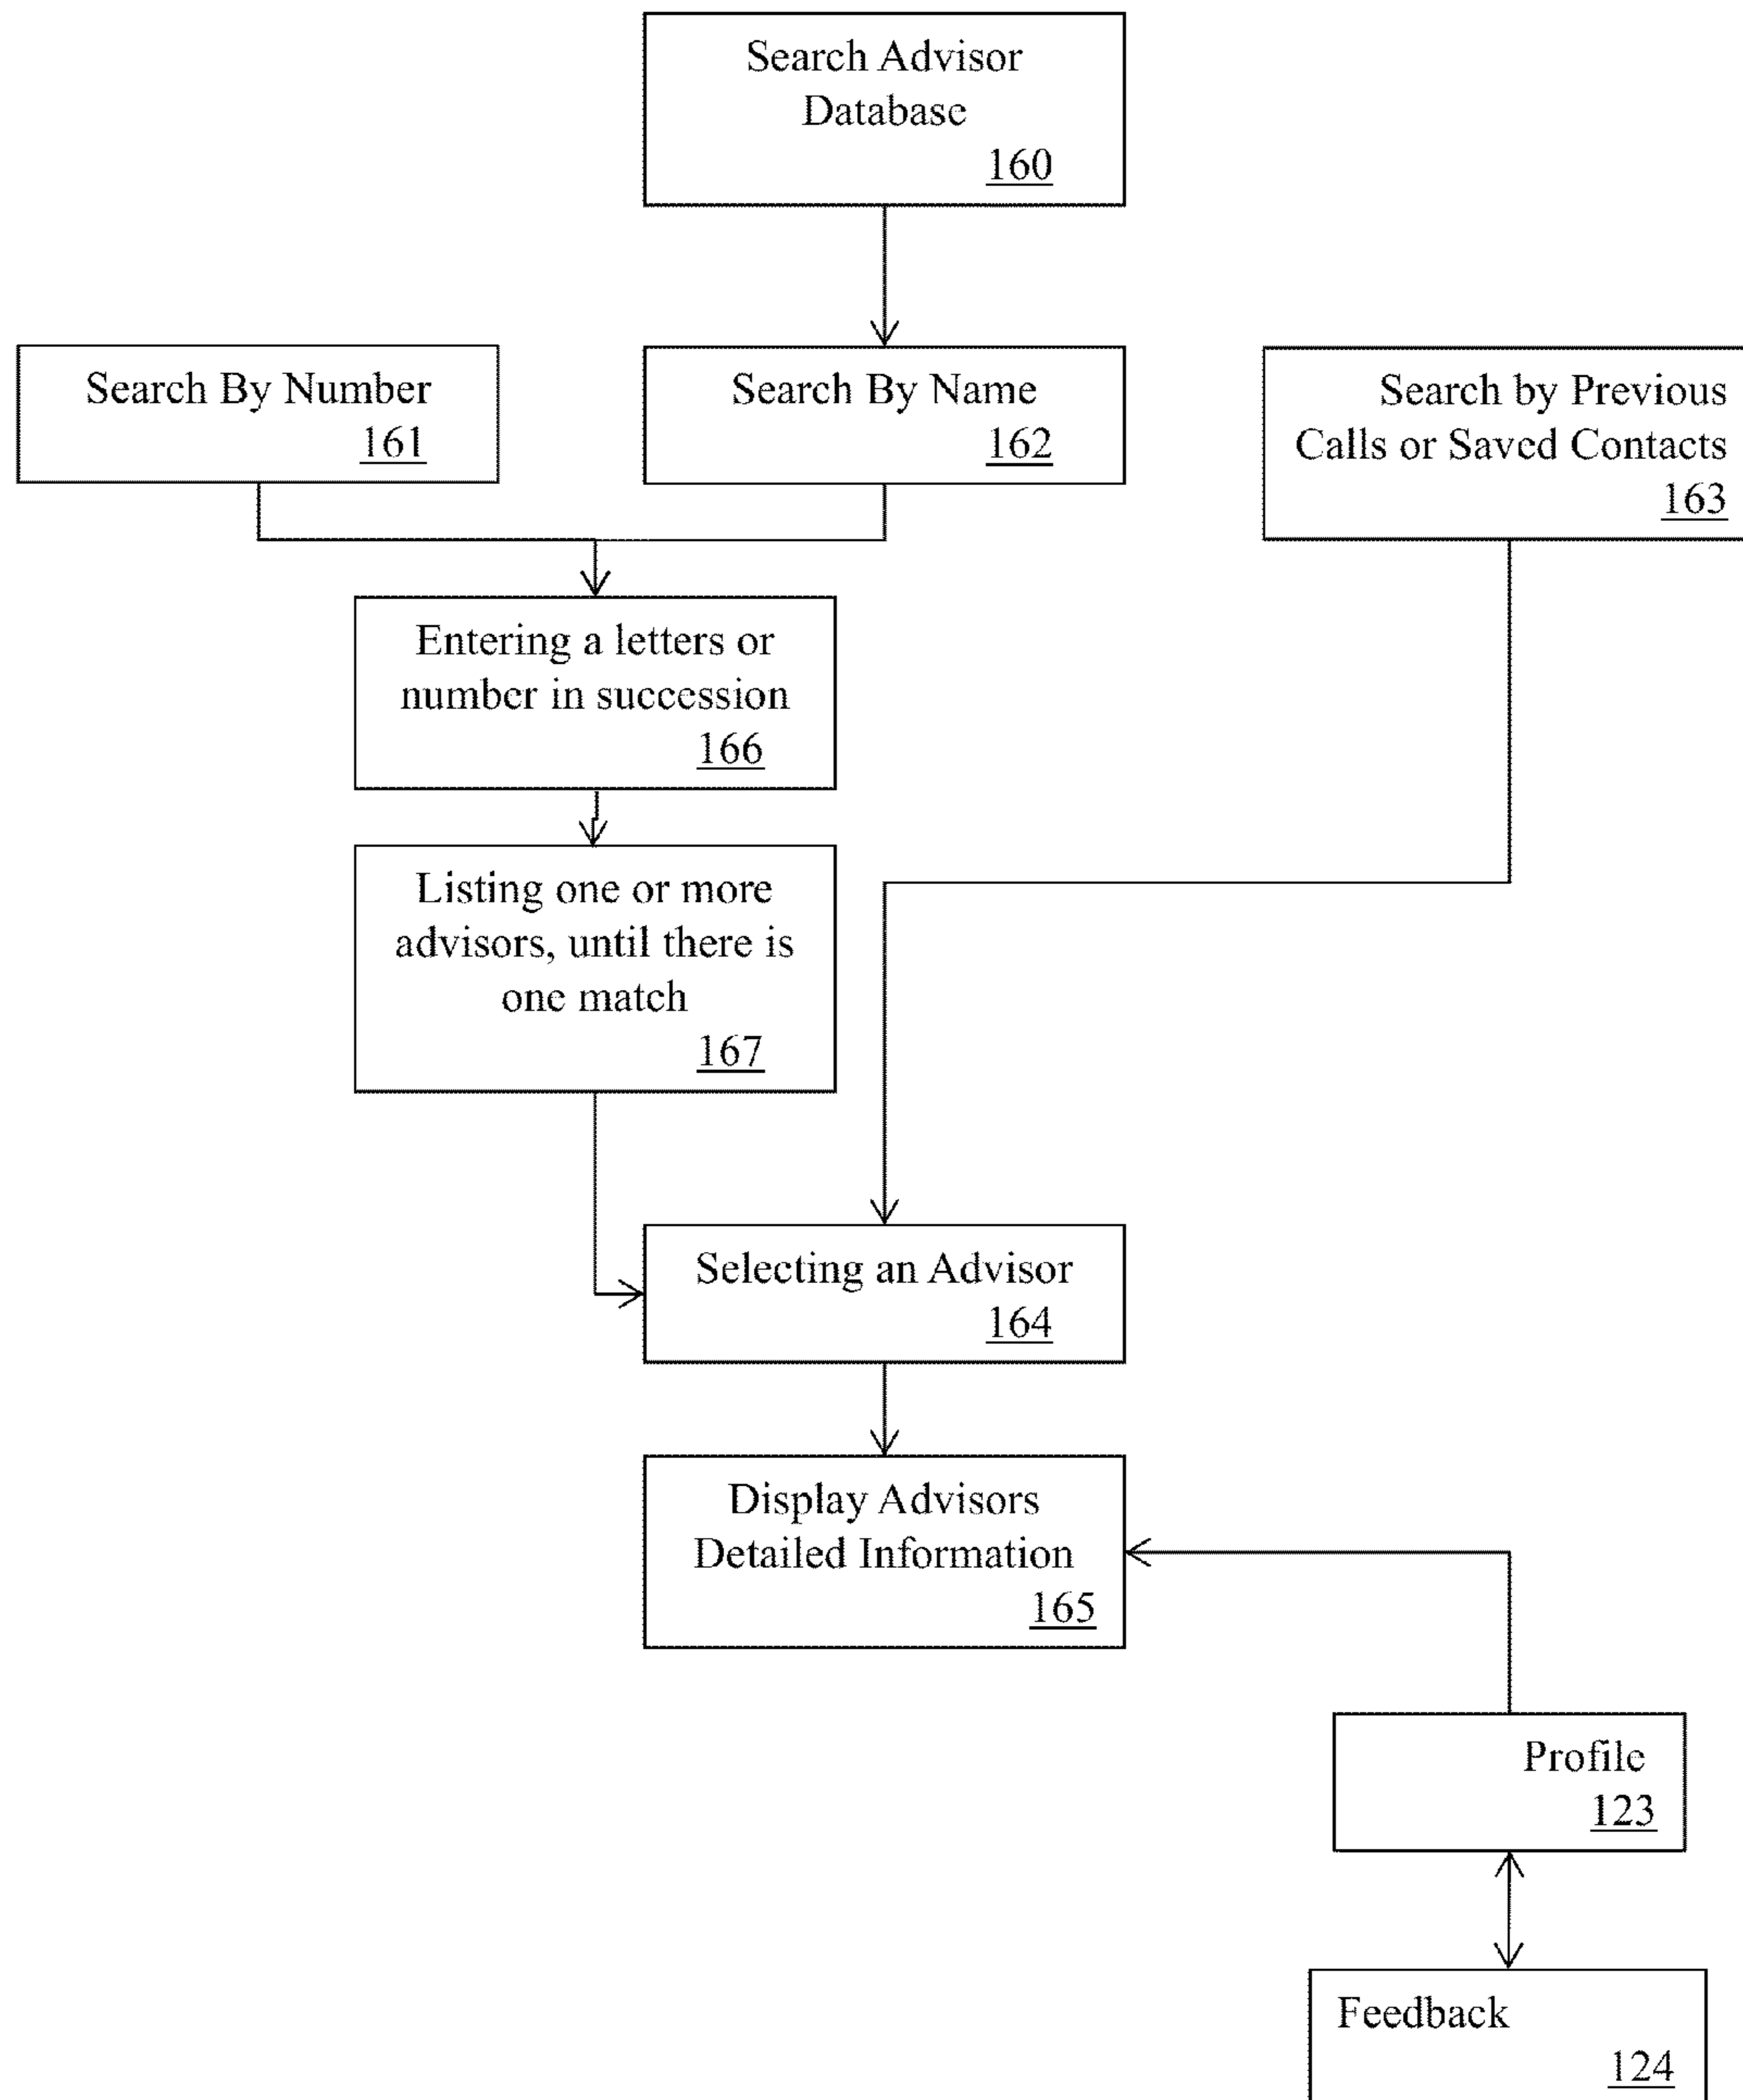 Search Advisor
Database
160
Search By Number
161
Search By Name
162
Search by Previous
Calls or Saved Contacts
163
Entering a letters or
number in succession
166
Listing one or more
advisors, until there is
one match
167
Selecting an Advisor
164
Display Advisors
Detailed Information
165
Profile
123
Feedback
124